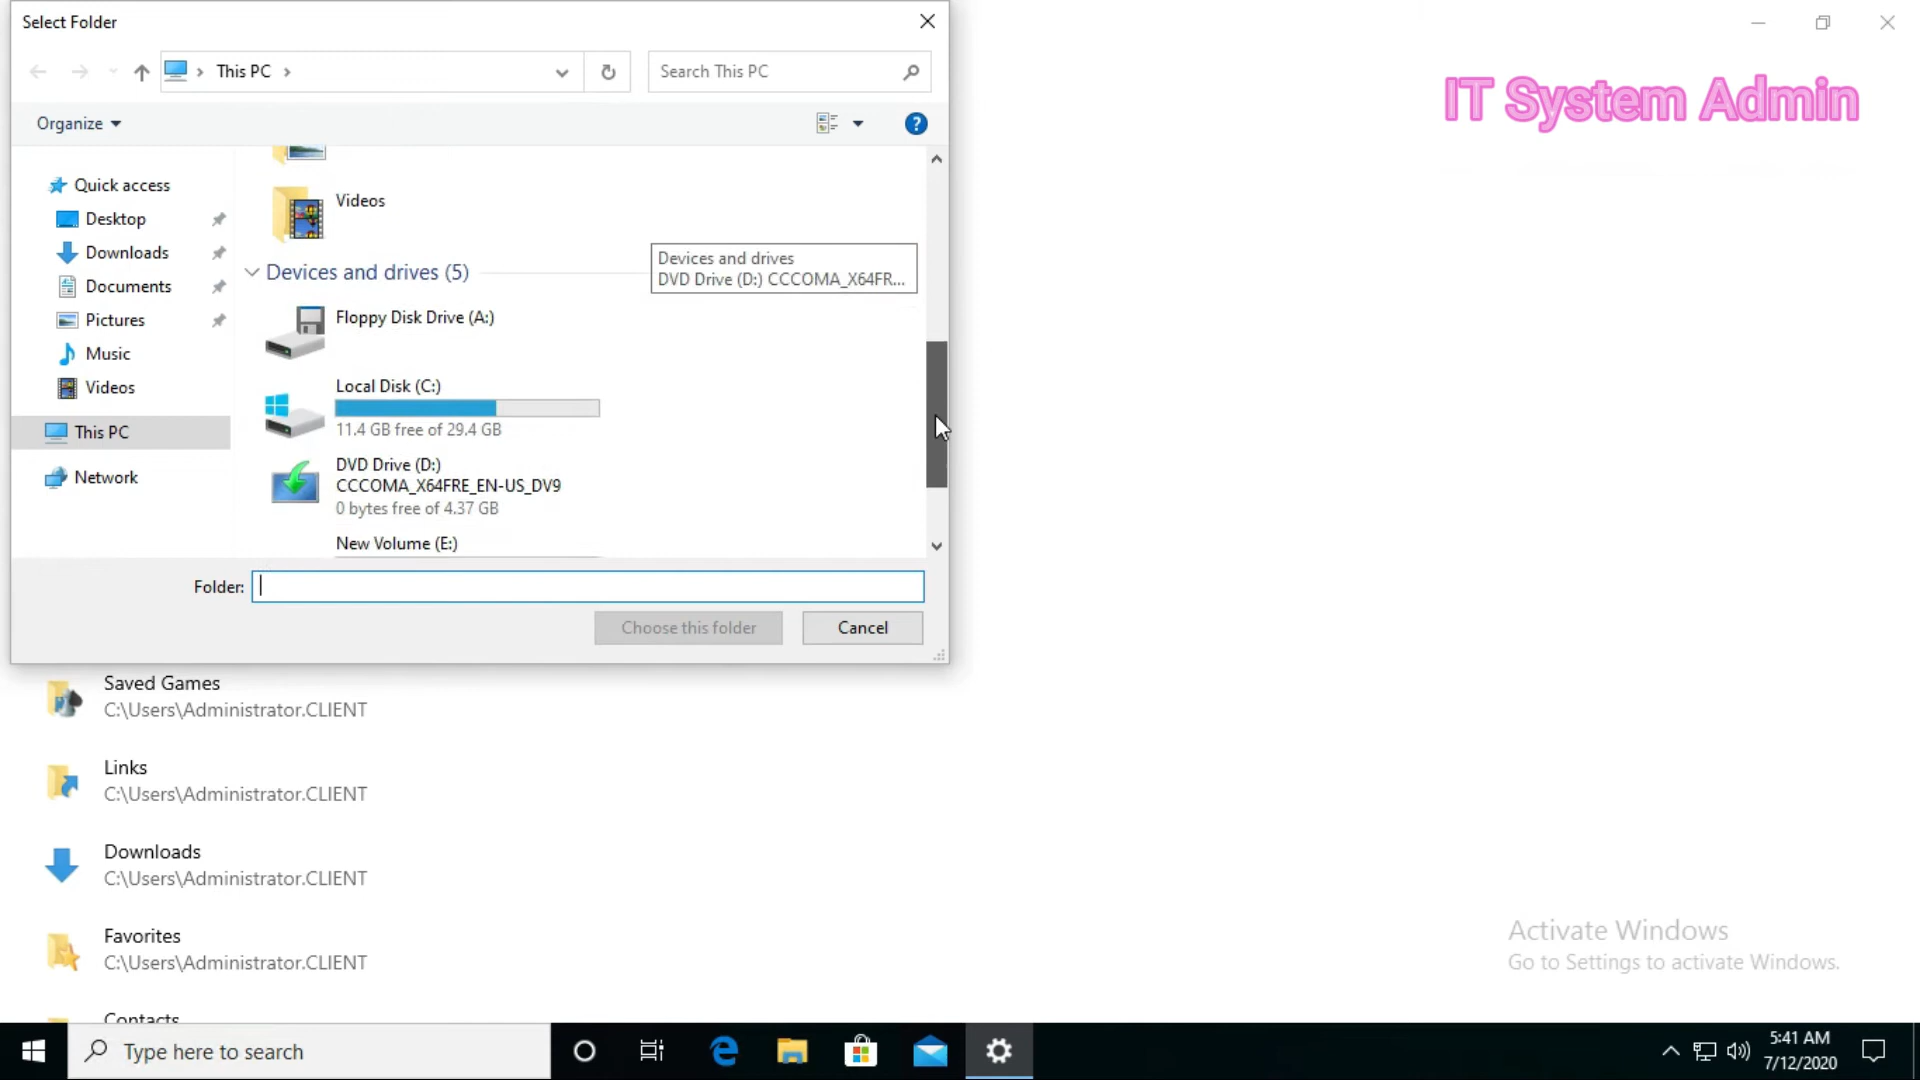 Select Folder
IT System Admin
This PC
Search This PC
Organize
Quick access
Desktop
Downloads
Documents
Pictures
Music
Videos
This PC
Network
Videos
Devices and drives (5)
Devices and drives
DVD Drive (D:) CCCOMA_X64FR...
Floppy Disk Drive (A:)
Local Disk (C:)
11.4 GB free of 29.4 GB
DVD Drive (D:)
CCCOMA_X64FRE_EN-US_DV9
0 bytes free of 4.37 GB
New Volume (E:)
Folder:
Choose this folder
Cancel
Saved Games
C:\Users\Administrator.CLIENT
Links
C:\Users\Administrator.CLIENT
Downloads
C:\Users\Administrator.CLIENT
Favorites
C:\Users\Administrator.CLIENT
Contacts
Activate Windows
Go to Settings to activate Windows.
Type here to search
5:41 AM
7/12/2020